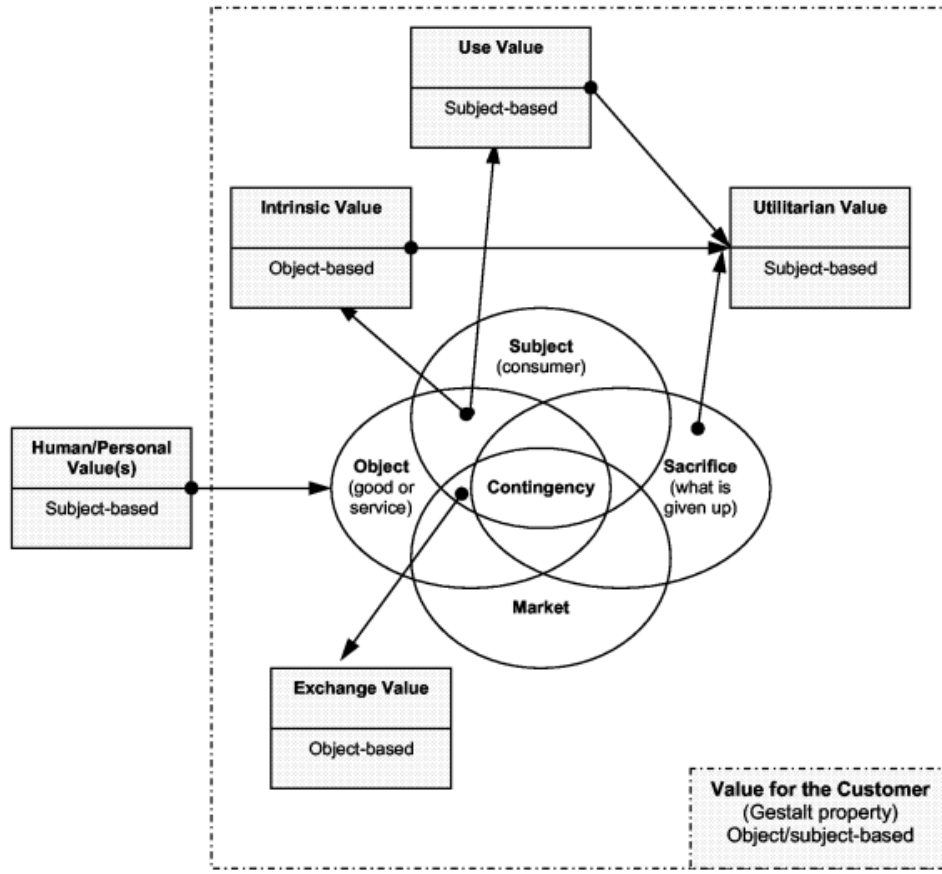 Use Value
Subject-based
Intrinsic Value
Object-based
Utilitarian Value
Subject-based
Subject
(consumer)
Human/Personal
Value(s)
Subject-based
Object
(good or
service)
Contingency
Sacrifice
(what is
given up)
Market
Exchange Value
Object-based
Value for the Customer
(Gestalt property)
Object/subject-based